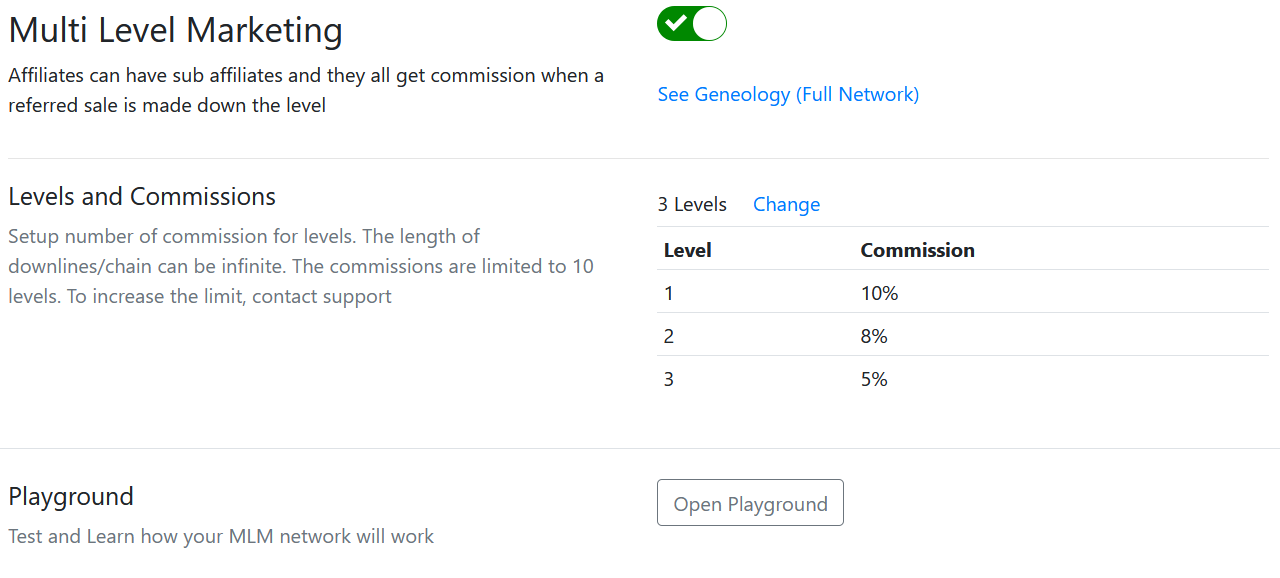 Multi Level Marketing
Affiliates can have sub affiliates and they all get commission when a
referred sale is made down the level
See Geneology (Full Network)
Levels and Commissions
Setup number of commission for levels. The length of
downlines/chain can be infinite. The commissions are limited to 10
levels. To increase the limit, contact support
3 Levels Change
Level Commission
1 10%
2 8%
3 5%
Playground
Test and Learn how your MLM network will work
Open Playground